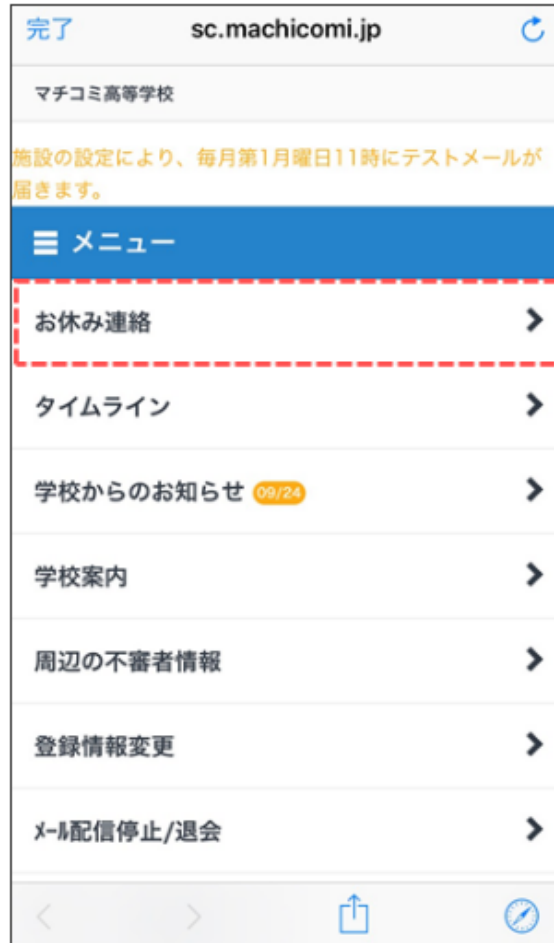 完了 sc.machicomi.jp
マチコミ高等学校
施設の設定により、毎月第1月曜日11時にテストメールが
届きます。
メニュー
お休み連絡
タイムライン
学校からのお知らせ 09/24
学校案内
周辺の不審者情報
登録情報変更
ﾒｰﾙ配信停止/退会